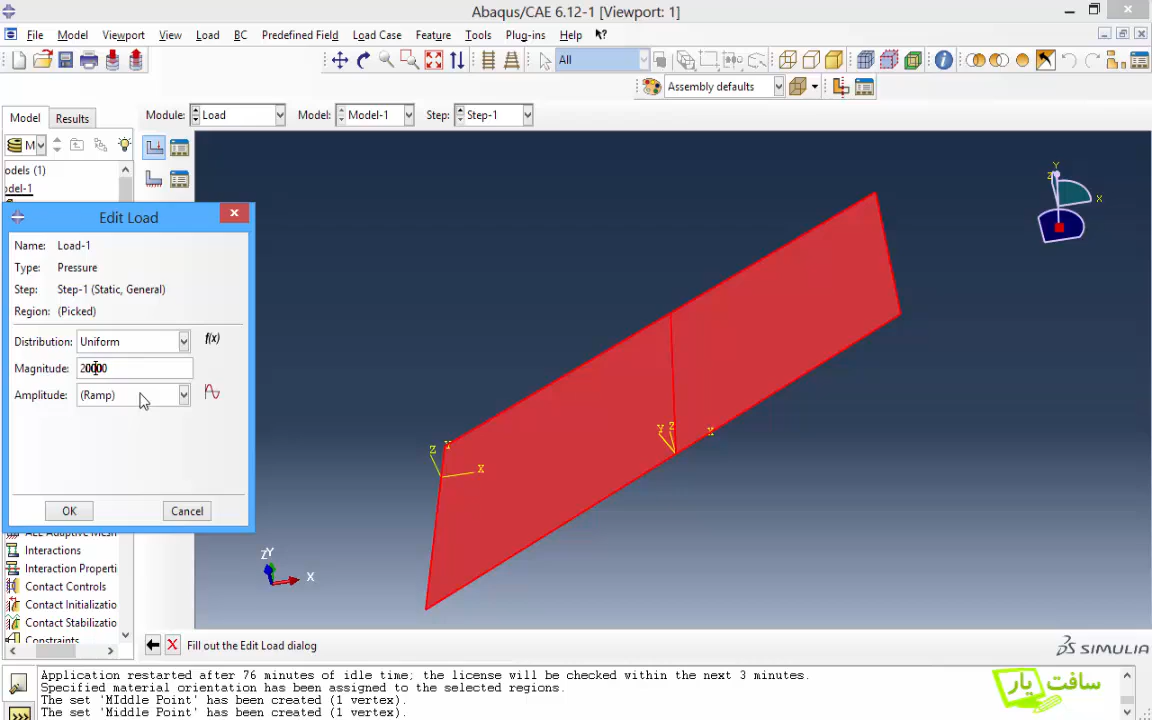 Abaqus/CAE 6.12-1 [Viewport: 1]
File Model Viewport View Load BC Predefined Field Load Case Feature Tools Plug-ins Help
All
Assembly defaults
Model Results
Module: Load Model: Model-1 Step: Step-1
M
odels (1)
odel-1
Edit Load
Name: Load-1
Type: Pressure
Step: Step-1 (Static, General)
Region: (Picked)
Distribution: Uniform f(x)
Magnitude: 20000
Amplitude: (Ramp)
OK Cancel
Y
Z
X
Z Y
X
Y Z
X
ZY
X
ALE Adaptive Mesh
Interactions
Interaction Properti
Contact Controls
Contact Initializatio
Contact Stabilizatio
Constraints
Fill out the Edit Load dialog
SIMULIA
Application restarted after 76 minutes of idle time; the license will be checked within the next 3 minutes.
Specified material orientation has been assigned to the selected regions.
The set 'MIddle Point' has been created (1 vertex).
The set 'Middle Point' has been created (1 vertex).
سافت یار